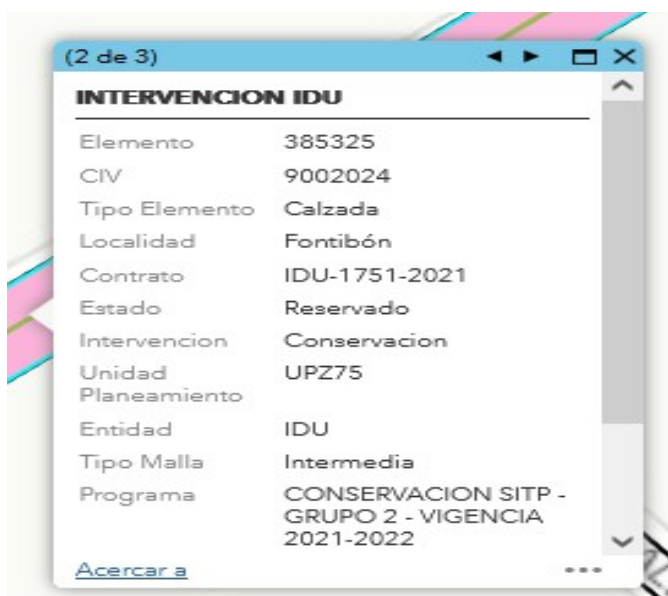 (2 de 3)
INTERVENCION IDU
Elemento 385325
CIV 9002024
Tipo Elemento Calzada
Localidad Fontibón
Contrato IDU-1751-2021
Estado Reservado
Intervencion Conservacion
Unidad UPZ75
Planeamiento
Entidad IDU
Tipo Malla Intermedia
Programa CONSERVACION SITP -
GRUPO 2 - VIGENCIA
2021-2022
Acercar a